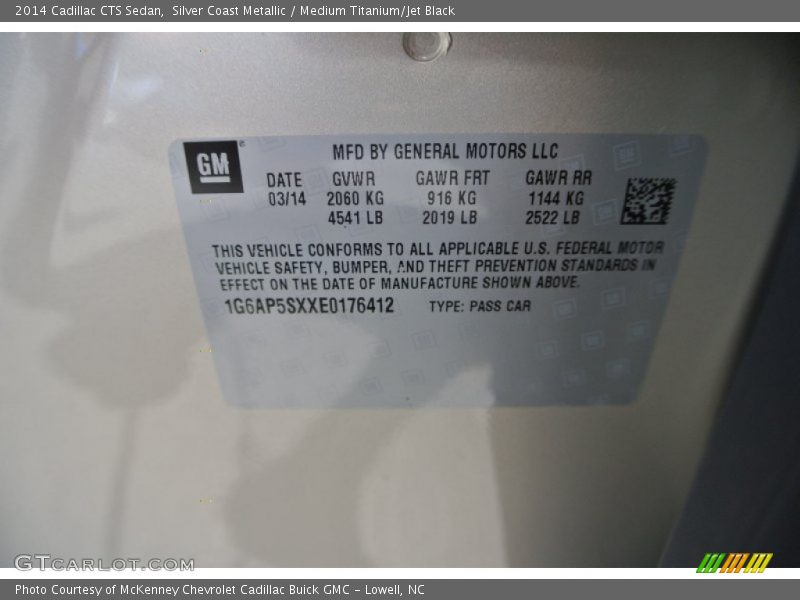 2014 Cadillac CTS Sedan,  Silver Coast Metallic / Medium Titanium/Jet Black
GM ®
MFD BY GENERAL MOTORS LLC
DATE GVWR GAWR FRT GAWR RR
03/14 2060 KG 916 KG 1144 KG
4541 LB 2019 LB 2522 LB
THIS VEHICLE CONFORMS TO ALL APPLICABLE U.S. FEDERAL MOTOR
VEHICLE SAFETY, BUMPER, AND THEFT PREVENTION STANDARDS IN
EFFECT ON THE DATE OF MANUFACTURE SHOWN ABOVE.
1G6AP5SXXE0176412 TYPE: PASS CAR
GTCARLOT.COM
Photo Courtesy of McKenney Chevrolet Cadillac Buick GMC – Lowell, NC